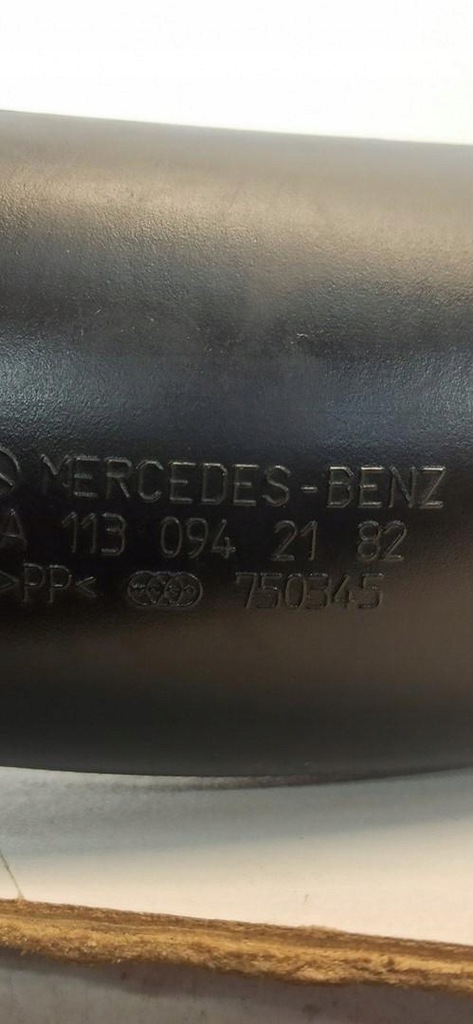 MERCEDES-BENZ
A 113 094 21 82
>PP< 750345